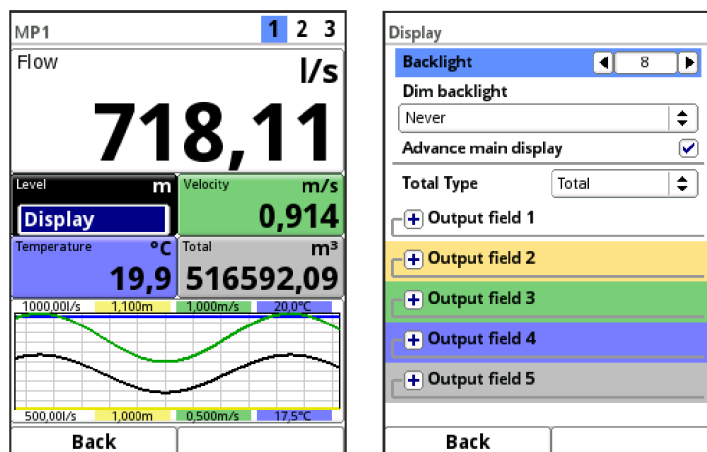 MP1 1 2 3
Flow l/s
718,11
Level m Velocity m/s
Display 0,914
Temperature °C Total m³
19,9 516592,09
1000,00l/s 1,100m 1,000m/s 20,0°C
500,00l/s 1,000m 0,500m/s 17,5°C
Back
Display
Backlight 8
Dim backlight
Never
Advance main display
Total Type Total
Output field 1
Output field 2
Output field 3
Output field 4
Output field 5
Back